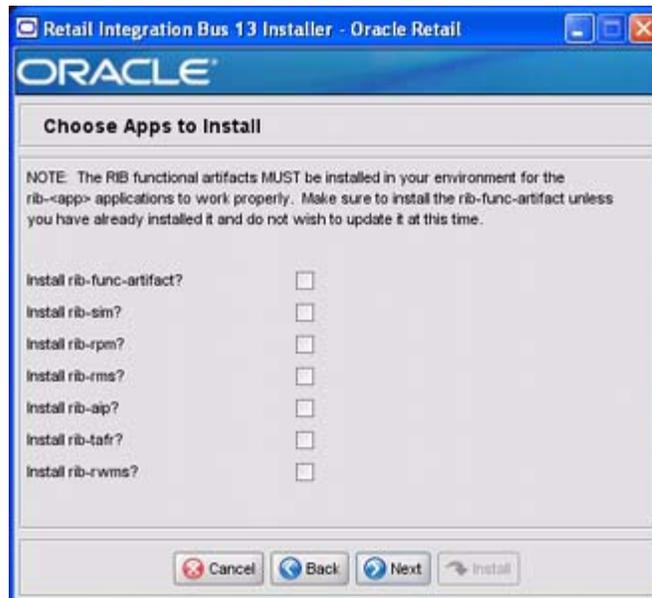 Retail Integration Bus 13 Installer - Oracle Retail
ORACLE
Choose Apps to Install
NOTE: The RIB functional artifacts MUST be installed in your environment for the
rib-<app> applications to work properly. Make sure to install the rib-func-artifact unless
you have already installed it and do not wish to update it at this time.
Install rib-func-artifact?
Install rib-sim?
Install rib-rpm?
Install rib-rms?
Install rib-aip?
Install rib-tafr?
Install rib-rwms?
Cancel Back Next Install